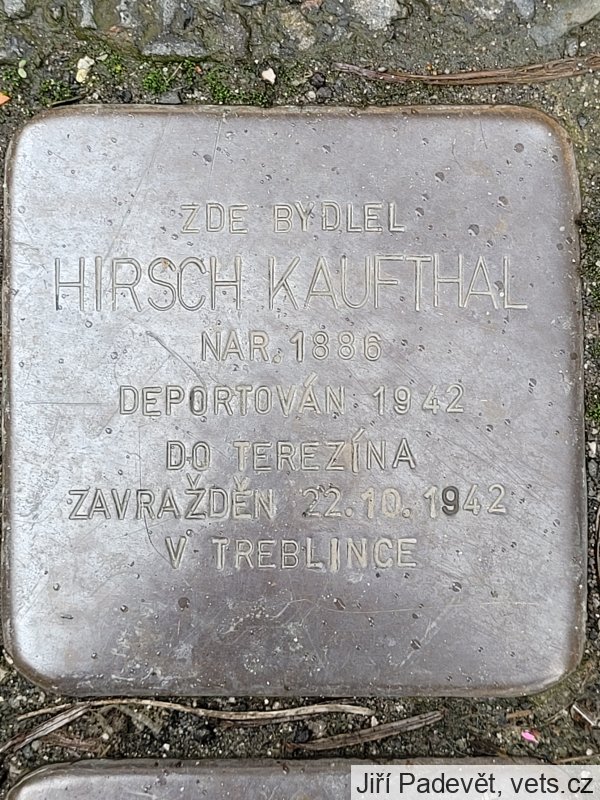 ZDE BYDLEL
HIRSCH KAUFTHAL
NAR. 1886
DEPORTOVÁN 1942
DO TEREZÍNA
ZAVRAŽDĚN 22.10.1942
V TREBLINCE
Jiří Padevět, vets.cz